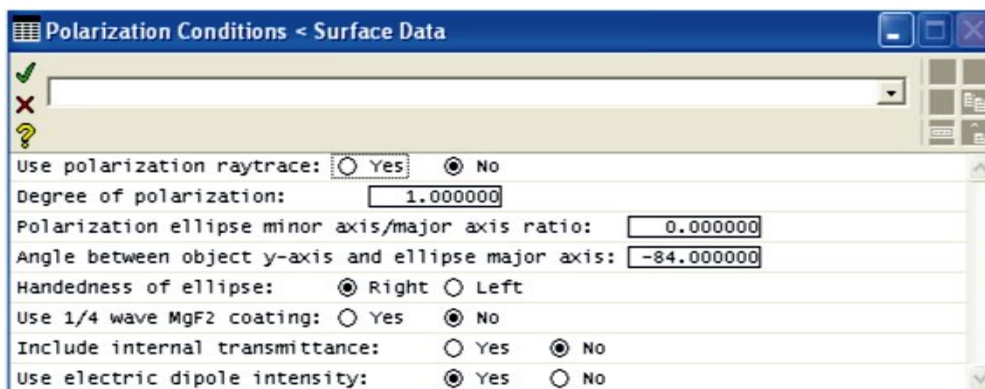 Polarization Conditions < Surface Data
Use polarization raytrace: Yes No
Degree of polarization: 1.000000
Polarization ellipse minor axis/major axis ratio: 0.000000
Angle between object y-axis and ellipse major axis: -84.000000
Handedness of ellipse: Right Left
Use 1/4 wave MgF2 coating: Yes No
Include internal transmittance: Yes No
Use electric dipole intensity: Yes No